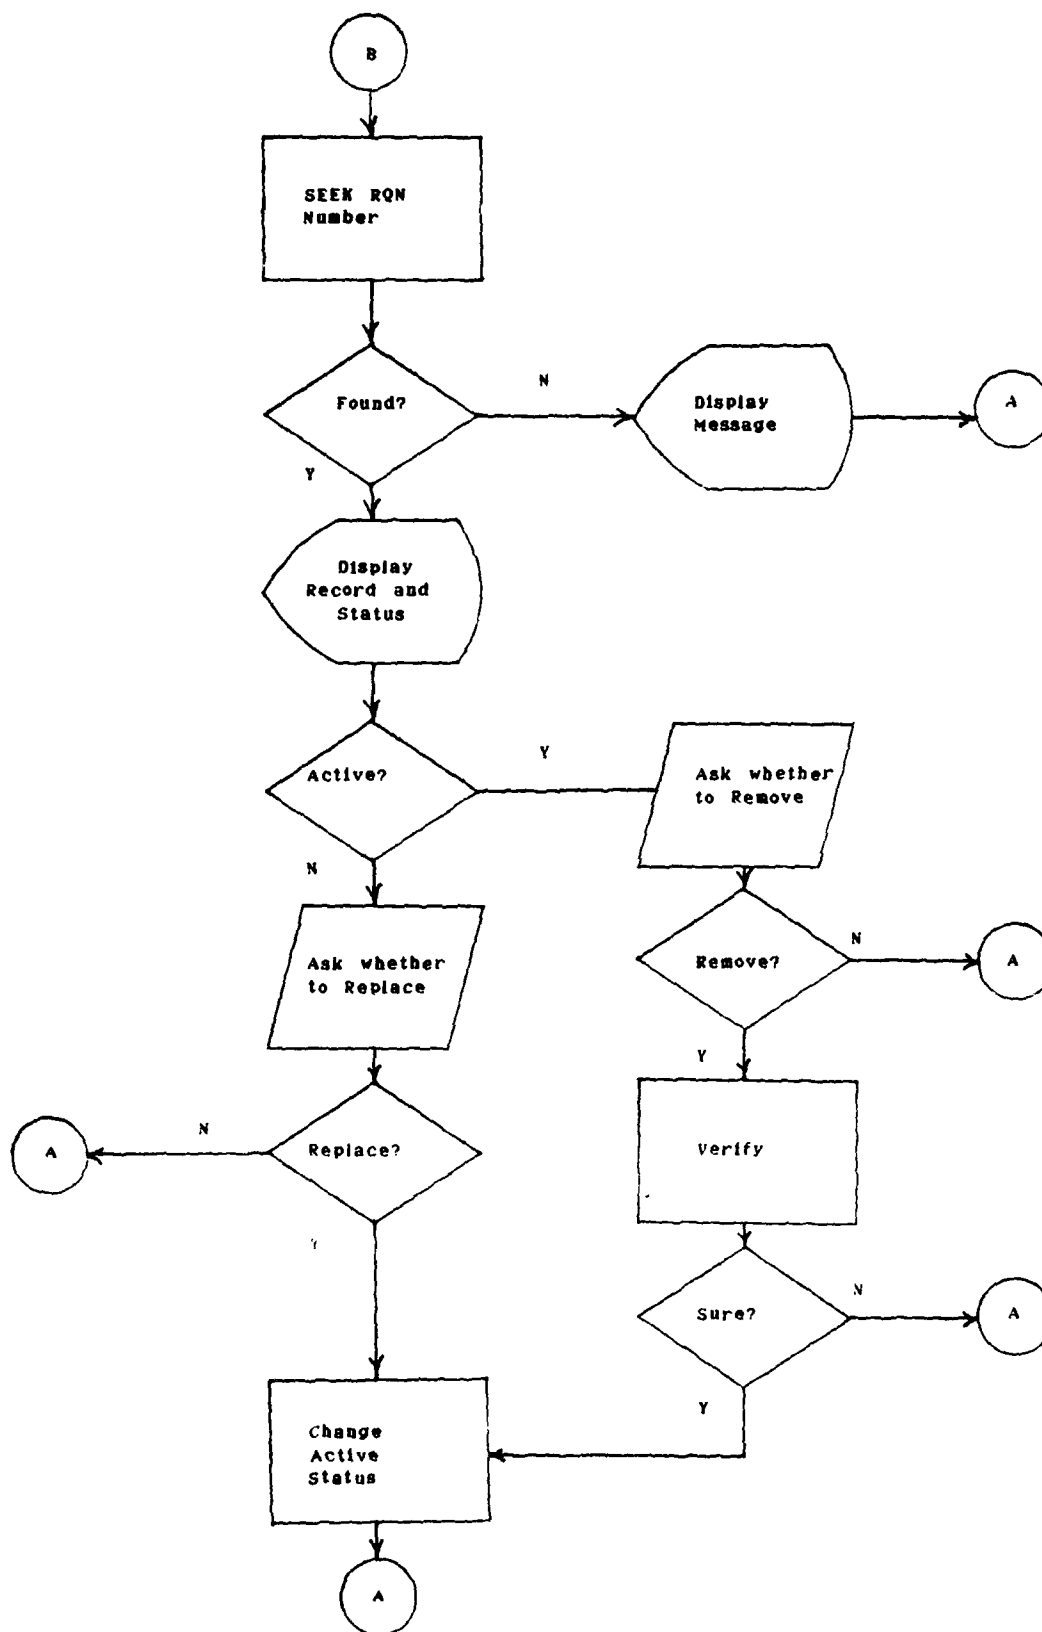 B
SEEK RQN
Number
Found?
N
Display
Message
A
Y
Display
Record and
Status
Active?
Y
Ask whether
to Remove
N
Ask whether
to Replace
Remove?
N
A
Y
Replace?
N
A
Y
Verify
Sure?
N
A
Y
Change
Active
Status
A